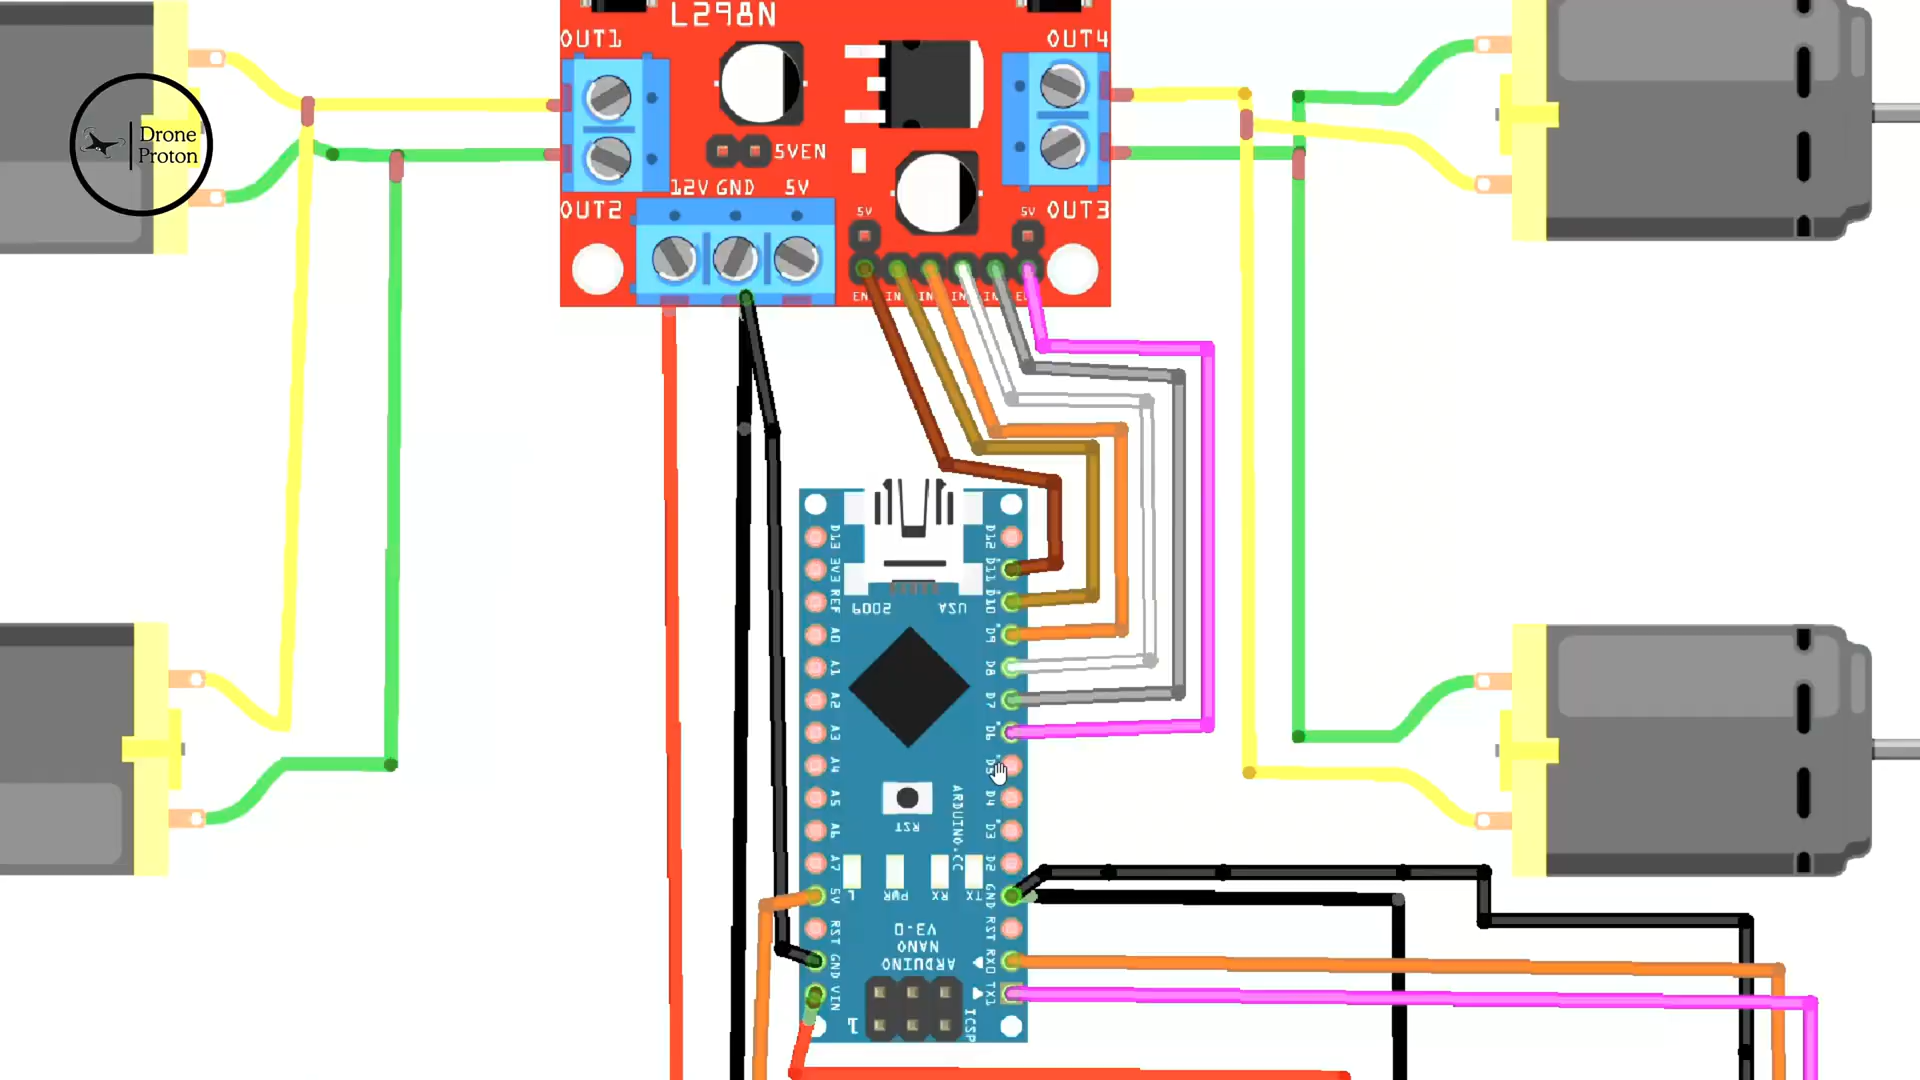 L298N
OUT1
OUT4
Drone
Proton
5VEN
12V GND 5V
OUT2
5V
5V
OUT3
D13
3V3
REF
A0
A1
A2
A3
A4
A5
A6
A7
5V
RST
GND
VIN
D12
D11
D10
D9
D8
D7
D6
D5
D4
D3
D2
GND
RST
RX0
TX1
USA
2009
RST
ARDUINO.CC
TX
RX
PWR
L
ARDUINO
NANO
V3.0
ICSP
1